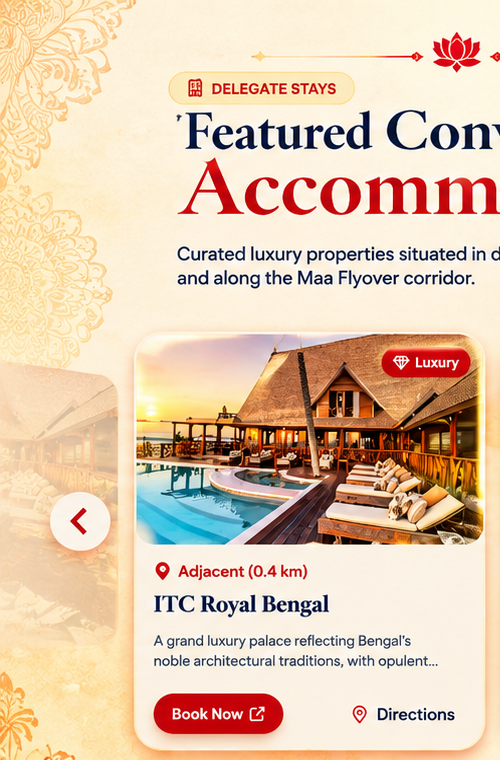 DELEGATE STAYS
Featured Conv
Accomm
Curated luxury properties situated in d
and along the Maa Flyover corridor.
Luxury
Adjacent (0.4 km)
ITC Royal Bengal
A grand luxury palace reflecting Bengal's
noble architectural traditions, with opulent...
Book Now
Directions